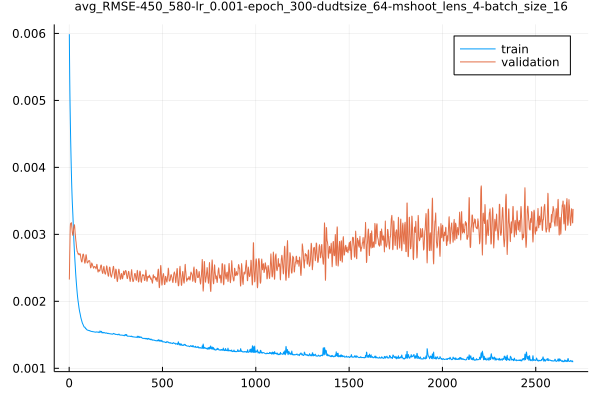 avg_RMSE-450_580-lr_0.001-epoch_300-dudtsize_64-mshoot_lens_4-batch_size_16
0.006
train
validation
0.005
0.004
0.003
0.002
0.001
0 500 1000 1500 2000 2500